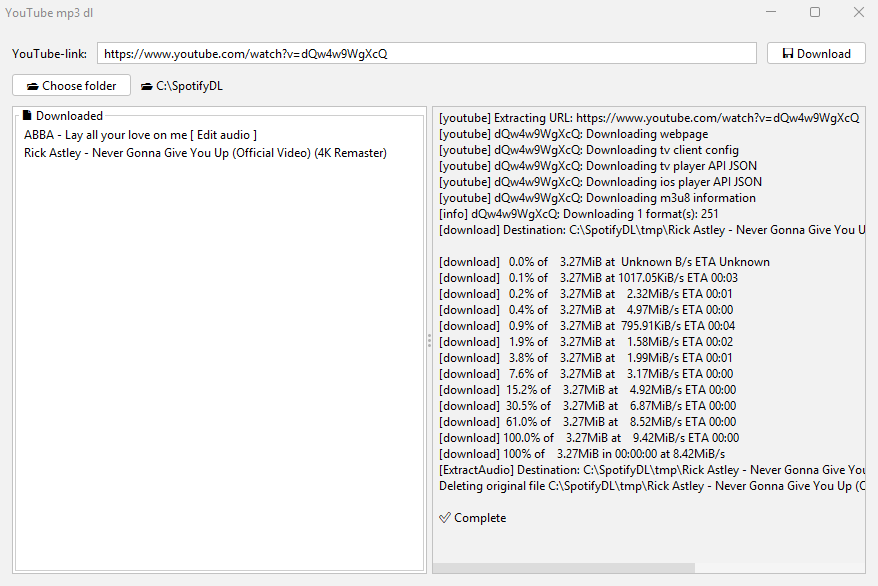 YouTube mp3 dl
YouTube-link: https://www.youtube.com/watch?v=dQw4w9WgXcQ Download
Choose folder C:\SpotifyDL
Downloaded
ABBA - Lay all your love on me [ Edit audio ]
Rick Astley - Never Gonna Give You Up (Official Video) (4K Remaster)
[youtube] Extracting URL: https://www.youtube.com/watch?v=dQw4w9WgXcQ
[youtube] dQw4w9WgXcQ: Downloading webpage
[youtube] dQw4w9WgXcQ: Downloading tv client config
[youtube] dQw4w9WgXcQ: Downloading tv player API JSON
[youtube] dQw4w9WgXcQ: Downloading ios player API JSON
[youtube] dQw4w9WgXcQ: Downloading m3u8 information
[info] dQw4w9WgXcQ: Downloading 1 format(s): 251
[download] Destination: C:\SpotifyDL\tmp\Rick Astley - Never Gonna Give You U
[download] 0.0% of 3.27MiB at Unknown B/s ETA Unknown
[download] 0.1% of 3.27MiB at 1017.05KiB/s ETA 00:03
[download] 0.2% of 3.27MiB at 2.32MiB/s ETA 00:01
[download] 0.4% of 3.27MiB at 4.97MiB/s ETA 00:00
[download] 0.9% of 3.27MiB at 795.91KiB/s ETA 00:04
[download] 1.9% of 3.27MiB at 1.58MiB/s ETA 00:02
[download] 3.8% of 3.27MiB at 1.99MiB/s ETA 00:01
[download] 7.6% of 3.27MiB at 3.17MiB/s ETA 00:00
[download] 15.2% of 3.27MiB at 4.92MiB/s ETA 00:00
[download] 30.5% of 3.27MiB at 6.87MiB/s ETA 00:00
[download] 61.0% of 3.27MiB at 8.52MiB/s ETA 00:00
[download] 100.0% of 3.27MiB at 9.42MiB/s ETA 00:00
[download] 100% of 3.27MiB in 00:00:00 at 8.42MiB/s
[ExtractAudio] Destination: C:\SpotifyDL\tmp\Rick Astley - Never Gonna Give You
Deleting original file C:\SpotifyDL\tmp\Rick Astley - Never Gonna Give You Up (O
Complete